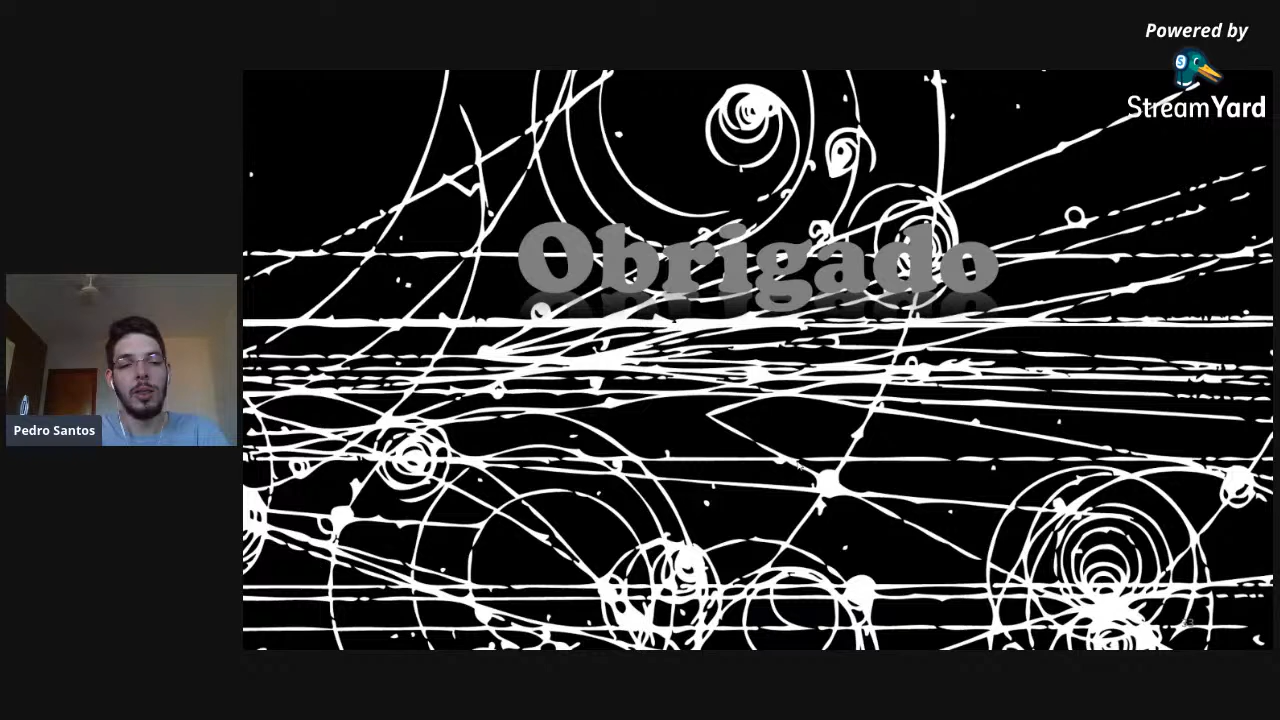 Powered by
StreamYard
Obrigado
Pedro Santos